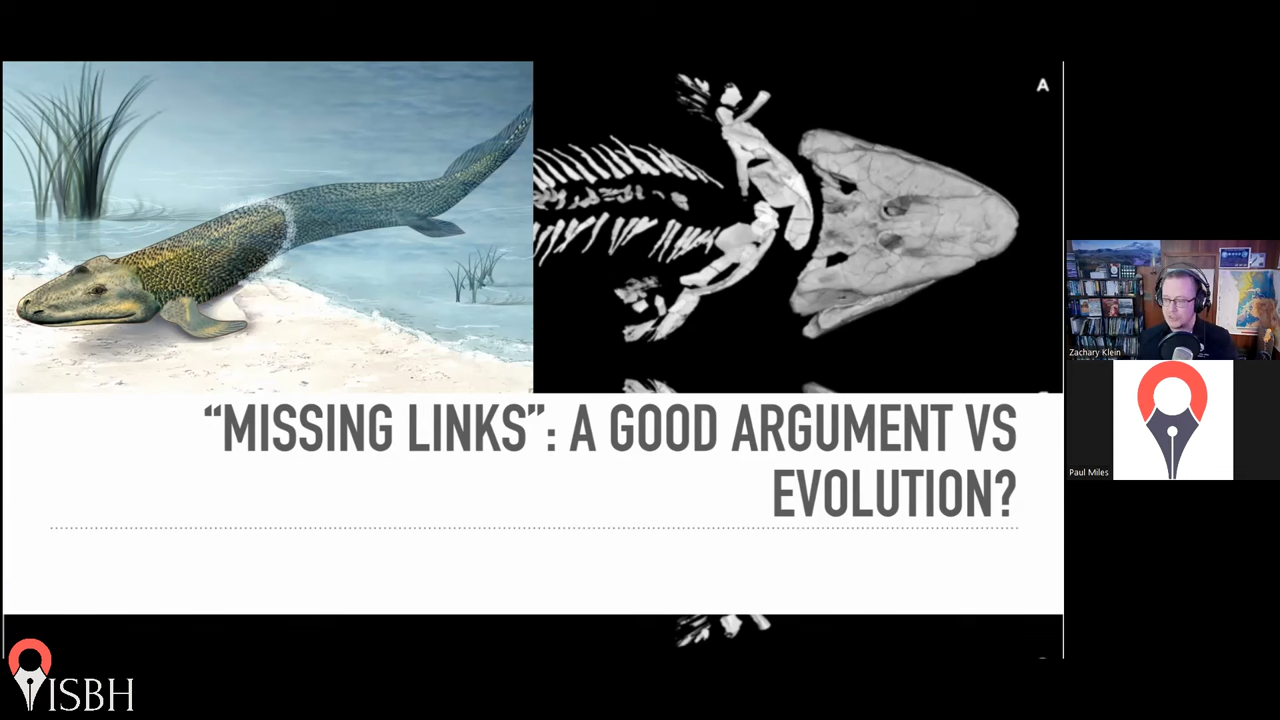 A
“MISSING LINKS”: A GOOD ARGUMENT VS
EVOLUTION?
Zachary Klein
Paul Miles
ISBH